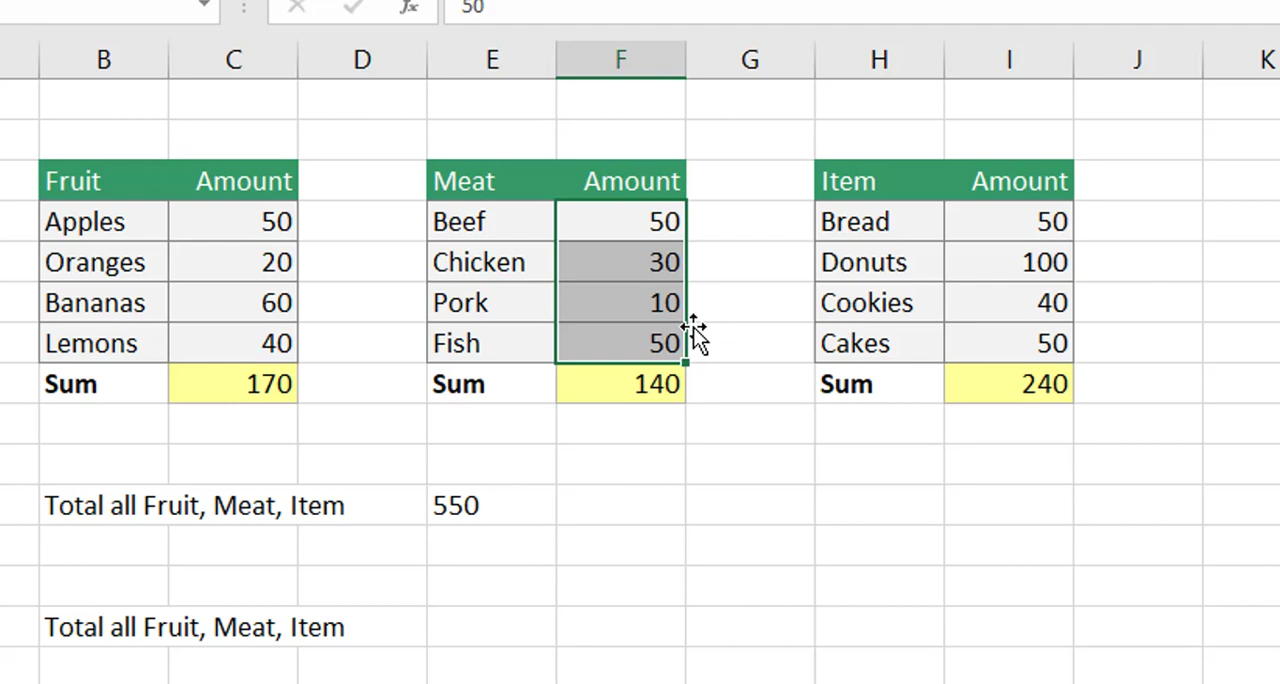 fx 50
B C D E F G H I J K
Fruit Amount Meat Amount Item Amount
Apples 50 Beef 50 Bread 50
Oranges 20 Chicken 30 Donuts 100
Bananas 60 Pork 10 Cookies 40
Lemons 40 Fish 50 Cakes 50
Sum 170 Sum 140 Sum 240
Total all Fruit, Meat, Item 550
Total all Fruit, Meat, Item